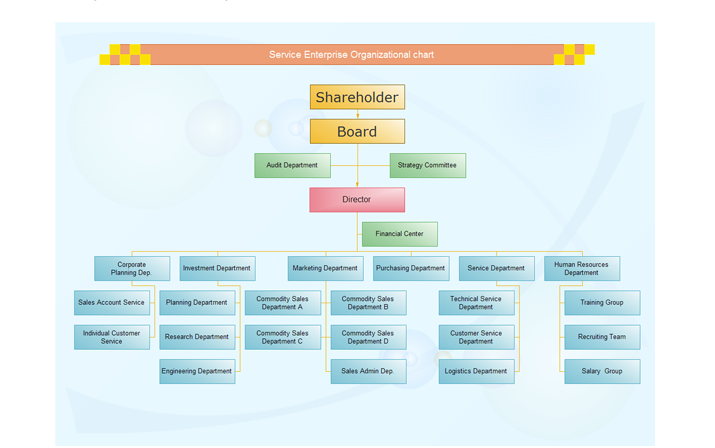 Service Enterprise Organizational chart
Shareholder
Board
Audit Department
Strategy Committee
Director
Financial Center
Corporate
Planning Dep.
Investment Department
Marketing Department
Purchasing Department
Service Department
Human Resources
Department
Sales Account Service
Planning Department
Commodity Sales
Department A
Commodity Sales
Department B
Technical Service
Department
Training Group
Individual Customer
Service
Research Department
Commodity Sales
Department C
Commodity Sales
Department D
Customer Service
Department
Recruiting Team
Engineering Department
Sales Admin Dep.
Logistics Department
Salary Group